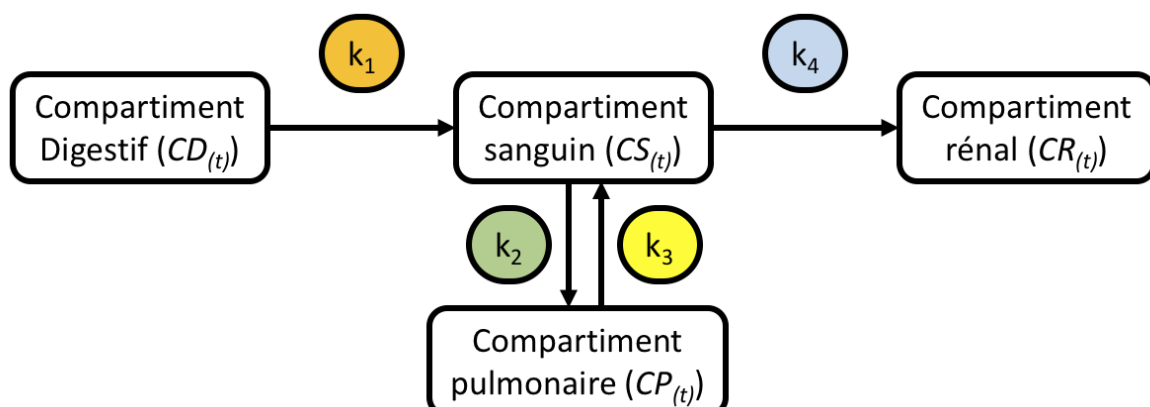 k₁
k₄
Compartiment
Digestif (CD₍t₎)
Compartiment
sanguin (CS₍t₎)
Compartiment
rénal (CR₍t₎)
k₂
k₃
Compartiment
pulmonaire (CP₍t₎)